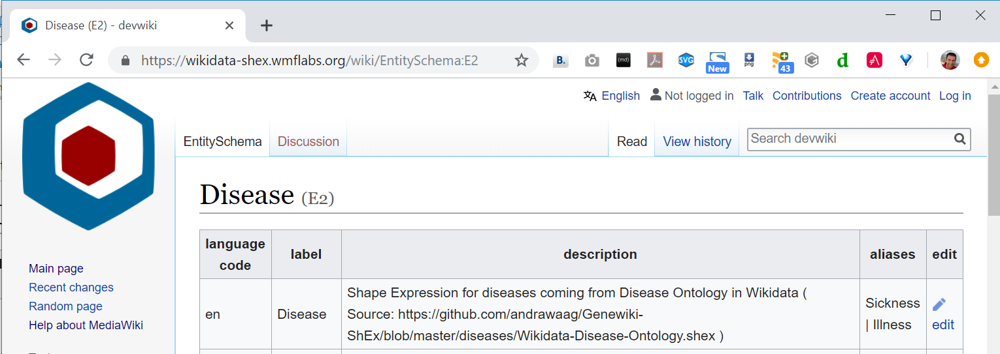 Disease (E2) - devwiki
https://wikidata-shex.wmflabs.org/wiki/EntitySchema:E2
B.
(md)
SVG
New
png
43
d
English Not logged in Talk Contributions Create account Log in
EntitySchema Discussion Read View history Search devwiki
Disease (E2)
language code label description aliases edit
en Disease
Shape Expression for diseases coming from Disease Ontology in Wikidata (
Source: https://github.com/andrawaag/Genewiki-
ShEx/blob/master/diseases/Wikidata-Disease-Ontology.shex )
Sickness
| Illness
edit
Main page
Recent changes
Random page
Help about MediaWiki